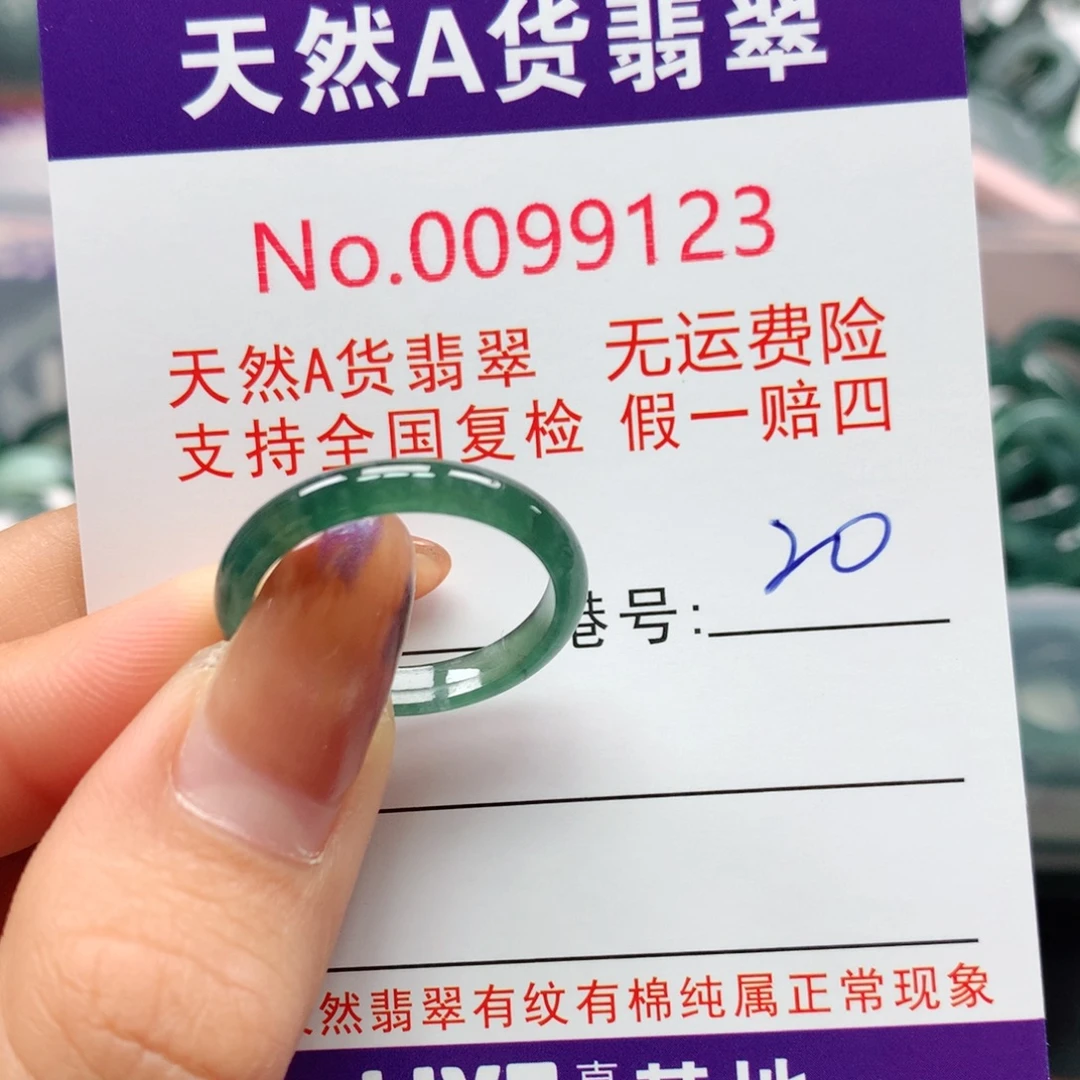 天然A货翡翠
No.0099123
天然A货翡翠 无运费险
支持全国复检 假一赔四
港号: 20
然翡翠有纹有棉纯属正常现象